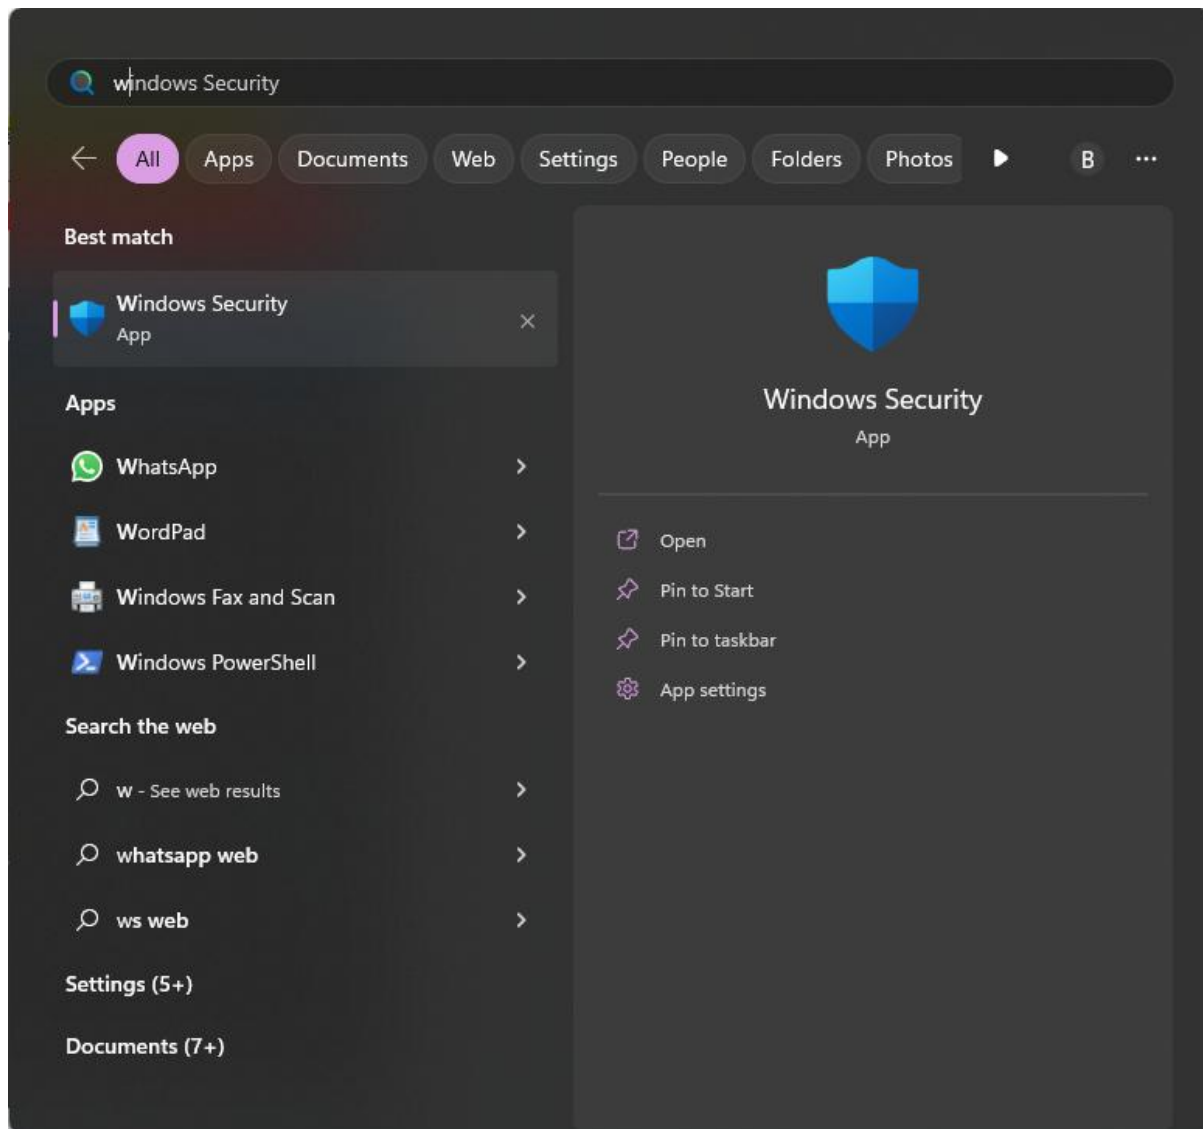 windows Security
All Apps Documents Web Settings People Folders Photos B
Best match
Windows Security
App
Apps
WhatsApp
WordPad
Windows Fax and Scan
Windows PowerShell
Search the web
w - See web results
whatsapp web
ws web
Settings (5+)
Documents (7+)
Windows Security
App
Open
Pin to Start
Pin to taskbar
App settings